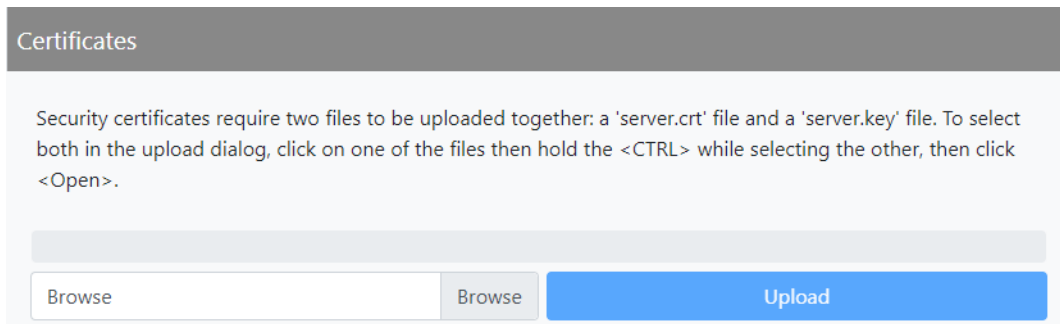 Certificates
Security certificates require two files to be uploaded together: a 'server.crt' file and a 'server.key' file. To select
both in the upload dialog, click on one of the files then hold the <CTRL> while selecting the other, then click
<Open>.
Browse Browse Upload